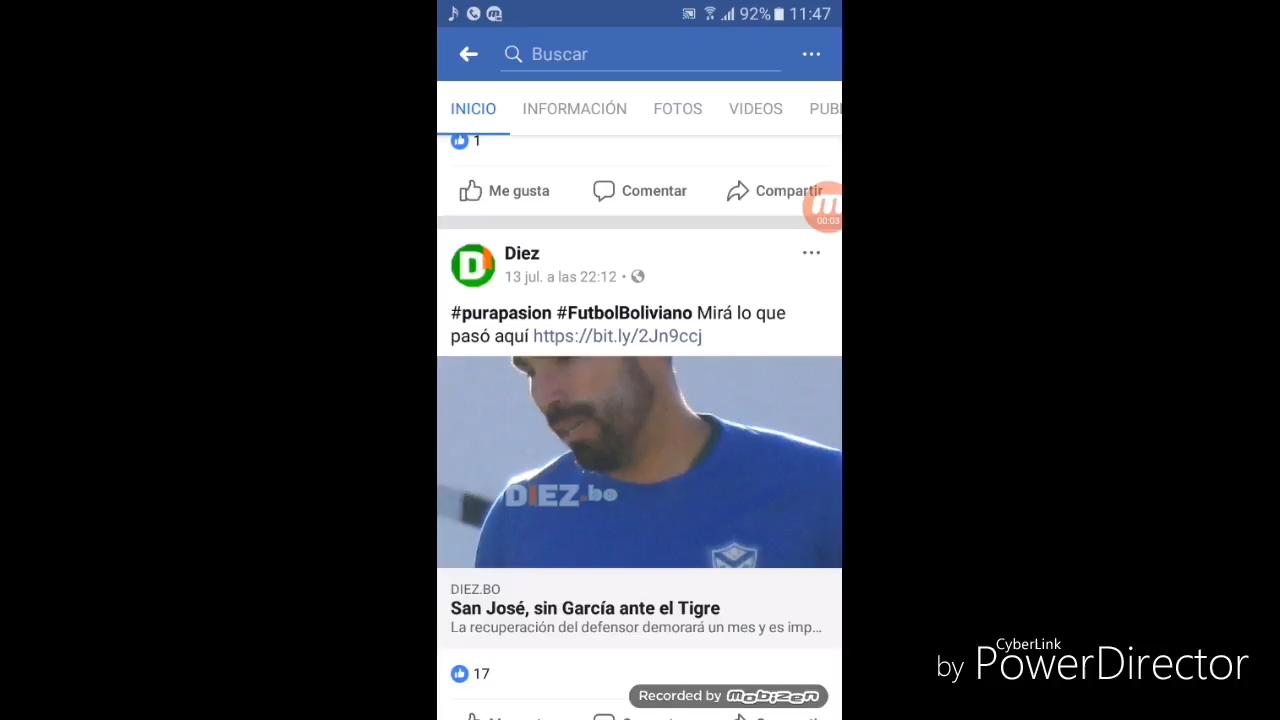 92% 11:47
Buscar
INICIO INFORMACIÓN FOTOS VIDEOS PUBL
1
Me gusta Comentar Compartir
00:03
Diez
13 jul. a las 22:12
#purapasion #FutbolBoliviano Mirá lo que
pasó aquí https://bit.ly/2Jn9ccj
DIEZ.bo
DIEZ.BO
San José, sin García ante el Tigre
La recuperación del defensor demorará un mes y es imp...
17
Recorded by mobizen
CyberLink
by PowerDirector